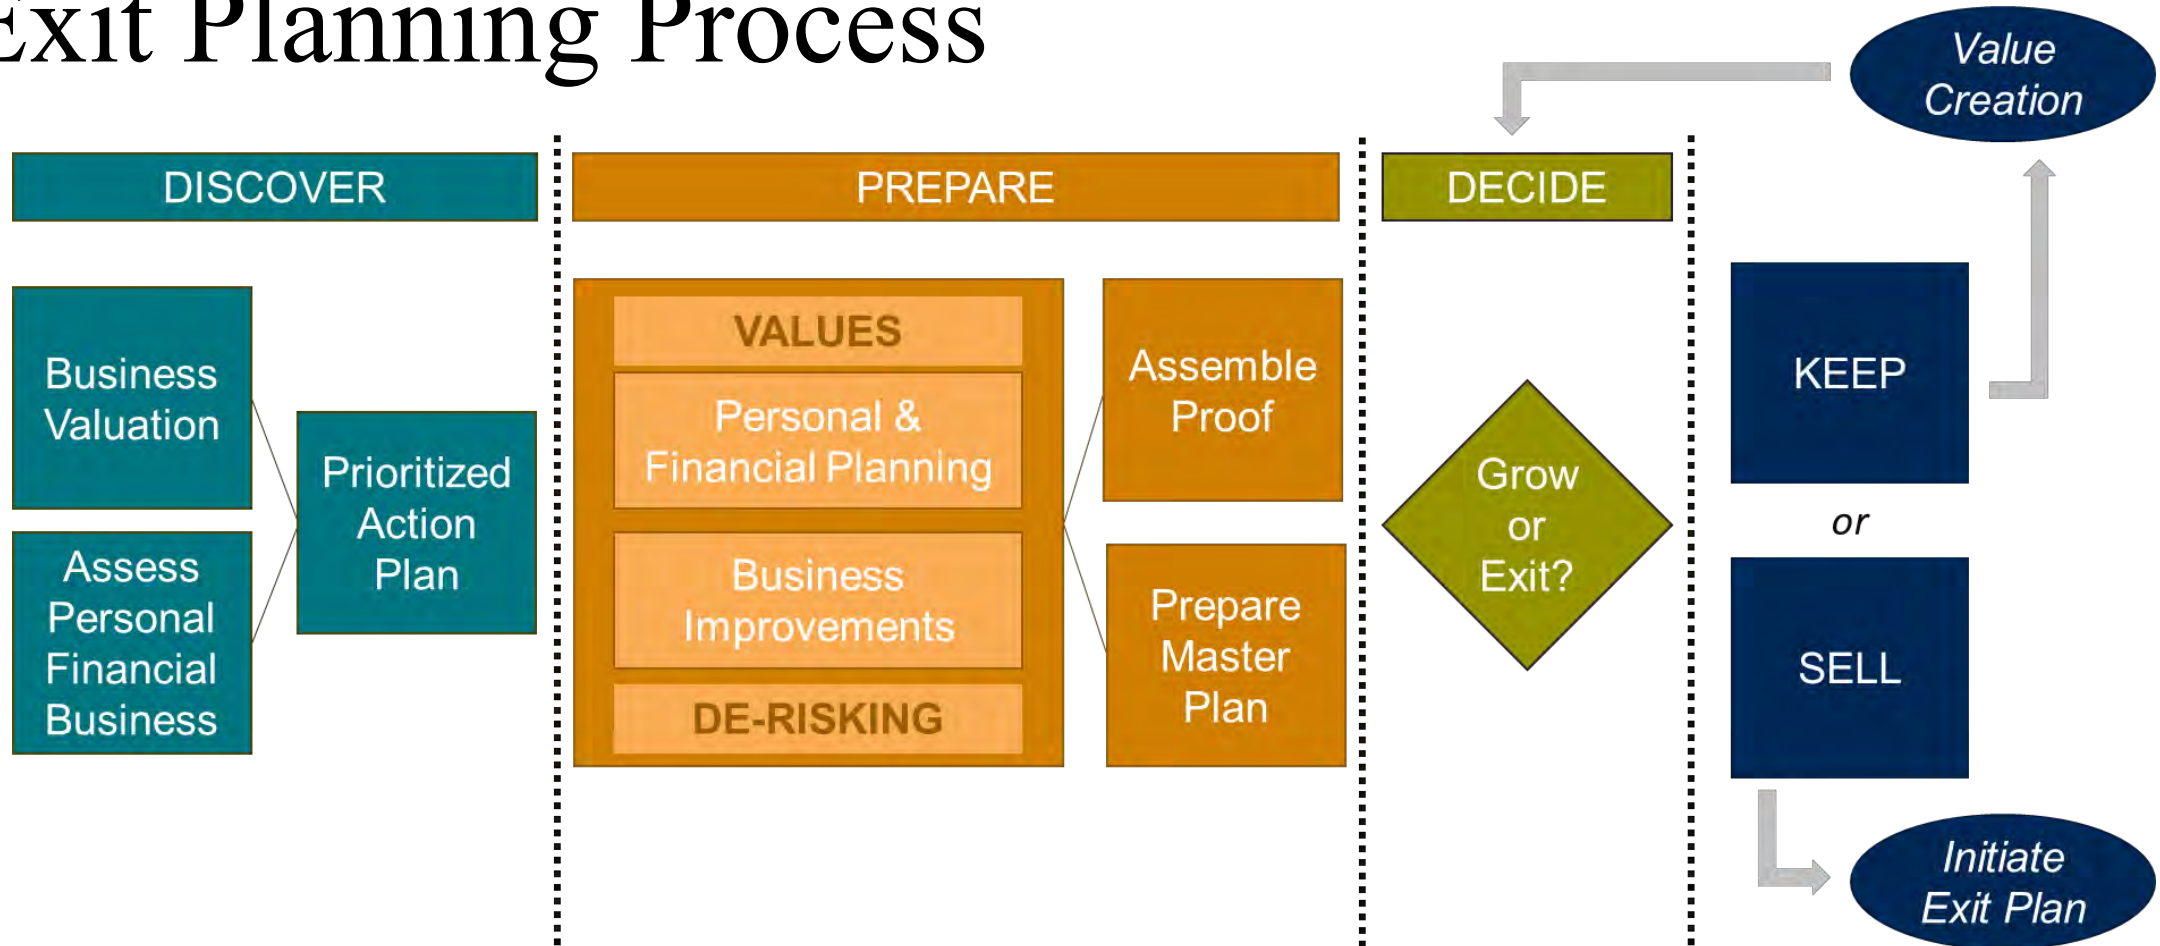 Exit Planning Process
Value
Creation
DISCOVER
PREPARE
DECIDE
Business
Valuation
Assess
Personal
Financial
Business
Prioritized
Action
Plan
VALUES
Personal &
Financial Planning
Business
Improvements
DE-RISKING
Assemble
Proof
Prepare
Master
Plan
Grow
or
Exit?
KEEP
or
SELL
Initiate
Exit Plan